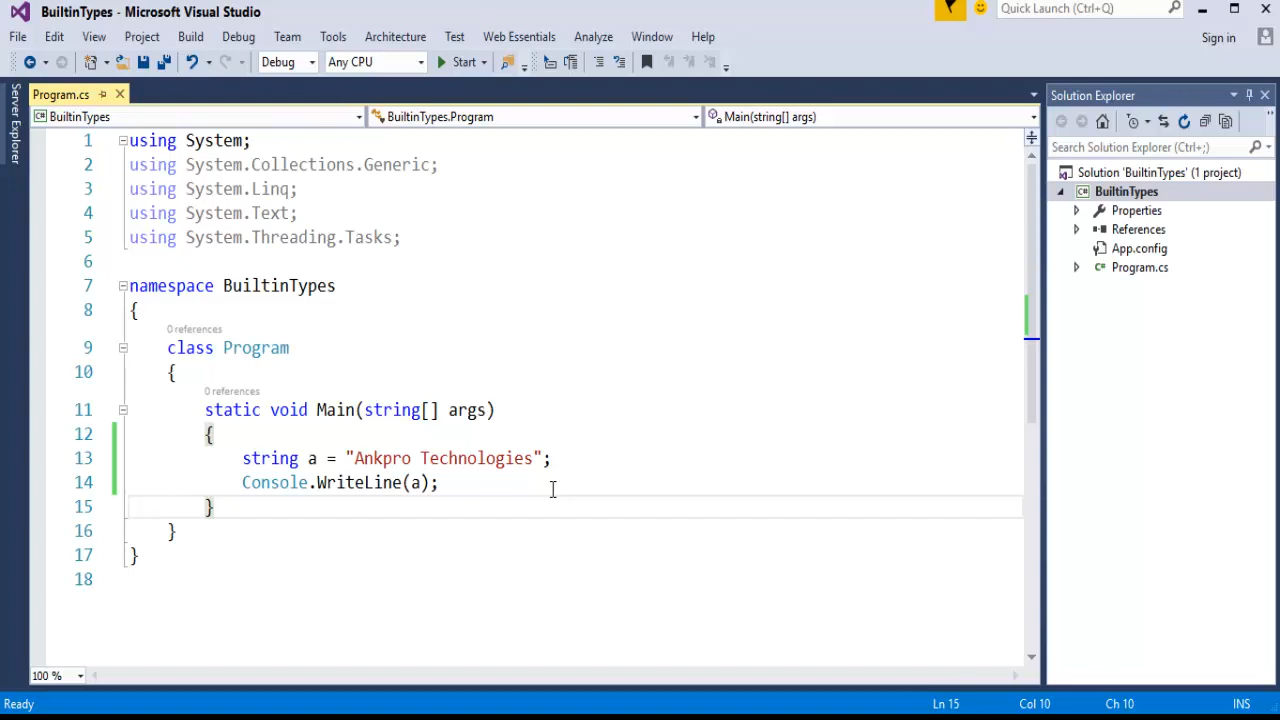 BuiltinTypes - Microsoft Visual Studio
Quick Launch (Ctrl+Q)
File Edit View Project Build Debug Team Tools Architecture Test Web Essentials Analyze Window Help
Sign in
Debug Any CPU Start
Server Explorer
Program.cs
BuiltinTypes BuiltinTypes.Program Main(string[] args)
1 using System;
2 using System.Collections.Generic;
3 using System.Linq;
4 using System.Text;
5 using System.Threading.Tasks;
6
7 namespace BuiltinTypes
8 {
0 references
9 class Program
10 {
0 references
11 static void Main(string[] args)
12 {
13 string a = "Ankpro Technologies";
14 Console.WriteLine(a);
15 }
16 }
17 }
18
100 %
Solution Explorer
Search Solution Explorer (Ctrl+;)
Solution 'BuiltinTypes' (1 project)
C# BuiltinTypes
Properties
References
App.config
C# Program.cs
Ready Ln 15 Col 10 Ch 10 INS